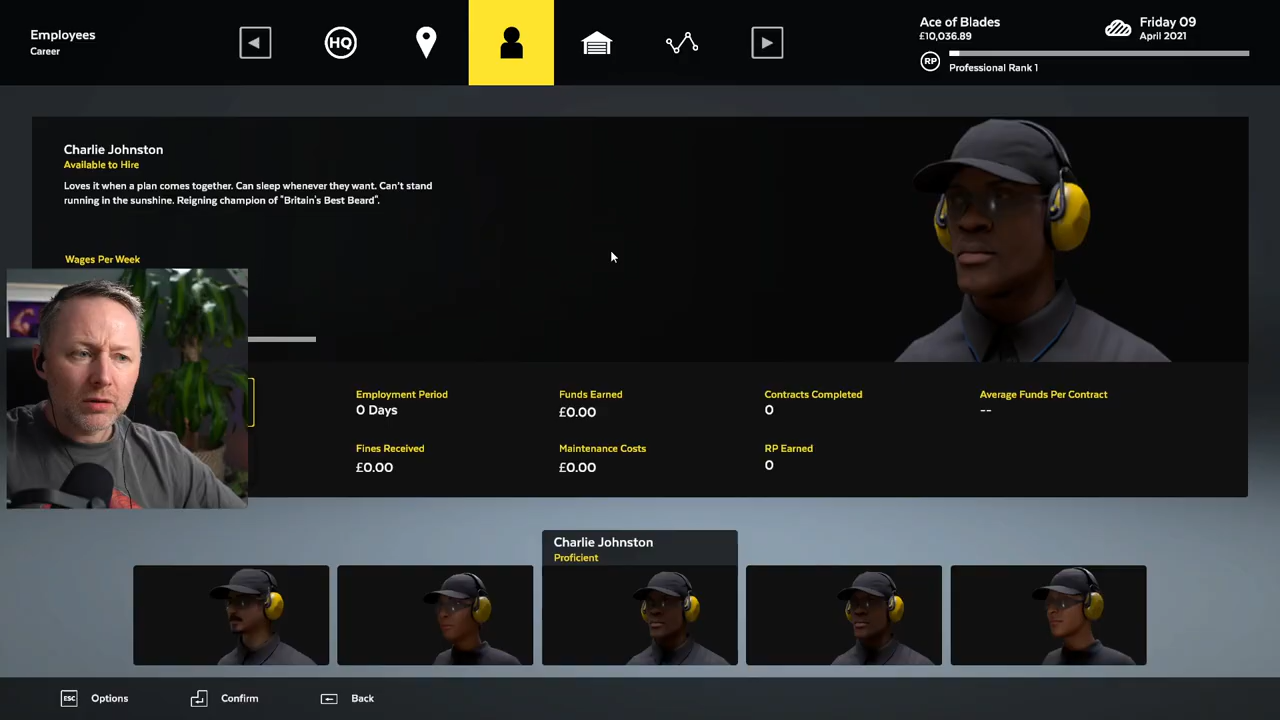 Employees
Career
HQ
Ace of Blades
£10,036.89
RP
Professional Rank 1
Friday 09
April 2021
Charlie Johnston
Available to Hire
Loves it when a plan comes together. Can sleep whenever they want. Can't stand
running in the sunshine. Reigning champion of "Britain's Best Beard".
Wages Per Week
Employment Period
0 Days
Funds Earned
£0.00
Contracts Completed
0
Average Funds Per Contract
--
Fines Received
£0.00
Maintenance Costs
£0.00
RP Earned
0
Charlie Johnston
Proficient
ESC Options
Confirm
Back